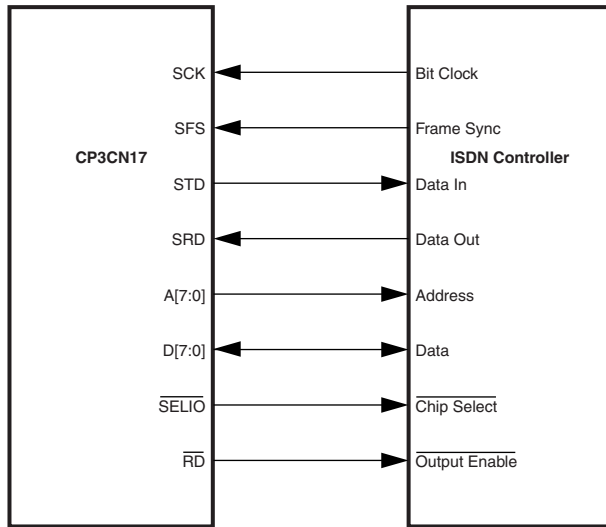 SCK Bit Clock
SFS Frame Sync
CP3CN17 ISDN Controller
STD Data In
SRD Data Out
A[7:0] Address
D[7:0] Data
SELIO Chip Select
RD Output Enable